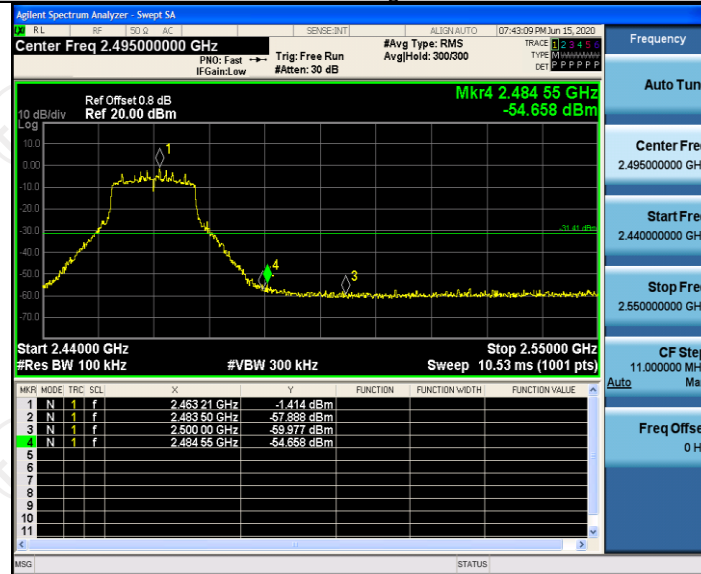 Agilent Spectrum Analyzer - Swept SA
RL RF 50 Ω AC SENSE:INT ALIGN AUTO 07:43:09 PM Jun 15, 2020
Center Freq 2.495000000 GHz
PNO: Fast
IFGain:Low
Trig: Free Run
#Atten: 30 dB
#Avg Type: RMS
Avg|Hold: 300/300
TRACE 1 2 3 4 5 6
TYPE M
DET P P P P P P
Mkr4 2.484 55 GHz
-54.658 dBm
Ref Offset 0.8 dB
10 dB/div Ref 20.00 dBm
Log
10.0
0.00
-10.0
-20.0
-30.0
-40.0
-50.0
-60.0
-70.0
1
4
3
-31.41 dBm
Start 2.44000 GHz Stop 2.55000 GHz
#Res BW 100 kHz #VBW 300 kHz Sweep 10.53 ms (1001 pts)
MKR MODE TRC SCL X Y FUNCTION FUNCTION WIDTH FUNCTION VALUE
1 N 1 f 2.463 21 GHz -1.414 dBm
2 N 1 f 2.483 50 GHz -57.888 dBm
3 N 1 f 2.500 00 GHz -59.977 dBm
4 N 1 f 2.484 55 GHz -54.658 dBm
5
6
7
8
9
10
11
MSG STATUS
Frequency
Auto Tun
Center Fre
2.495000000 GH
Start Fre
2.440000000 GH
Stop Fre
2.550000000 GH
CF Step
11.000000 MH
Auto Ma
Freq Offse
0 H